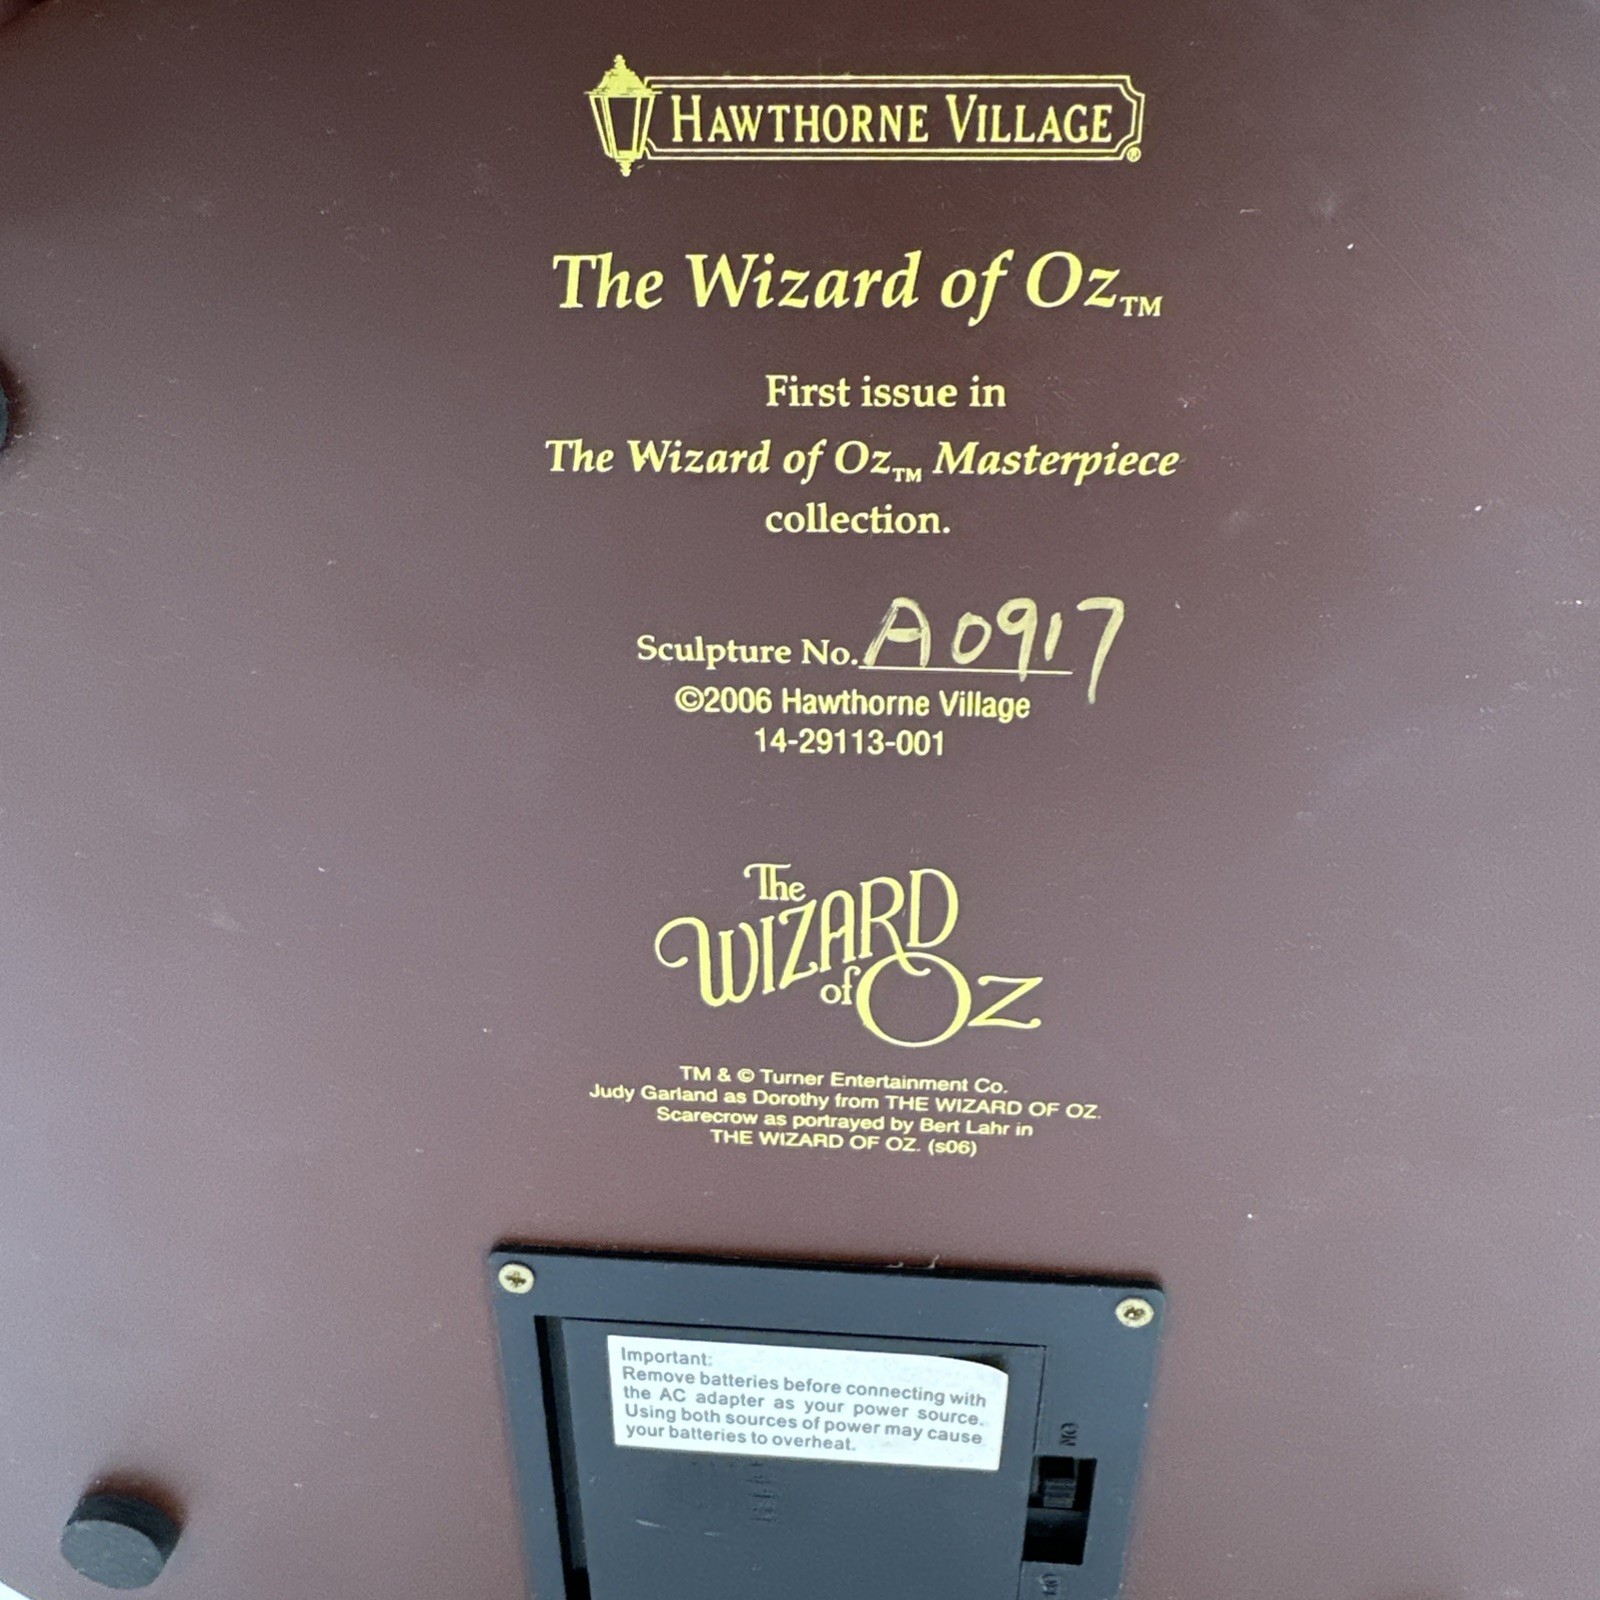 HAWTHORNE VILLAGE®
The Wizard of Oz™
First issue in
The Wizard of Oz™ Masterpiece
collection.
Sculpture No. A0917
©2006 Hawthorne Village
14-29113-001
The
WIZARD
of OZ
TM & © Turner Entertainment Co.
Judy Garland as Dorothy from THE WIZARD OF OZ.
Scarecrow as portrayed by Bert Lahr in
THE WIZARD OF OZ. (s06)
Important:
Remove batteries before connecting with
the AC adapter as your power source.
Using both sources of power may cause
your batteries to overheat.
ON